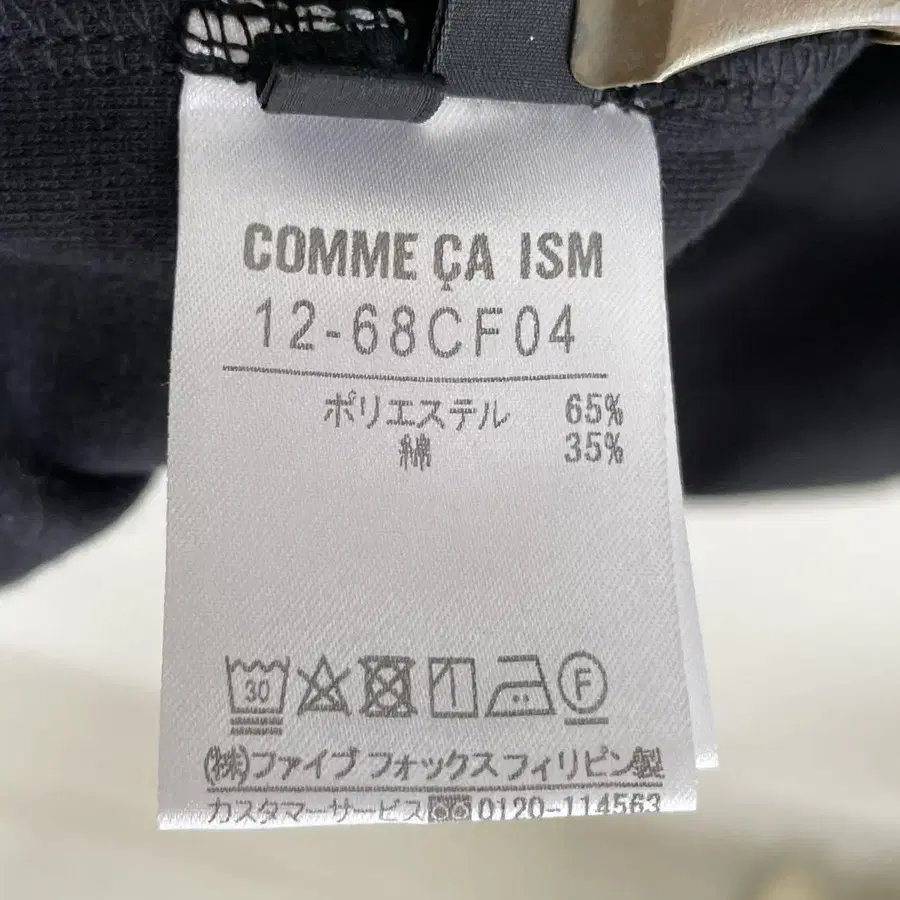 COMME ÇA ISM
12-68CF04
ポリエステル 65%
綿 35%
30 F
(株)ファイブフォックスフィリピン製
カスタマーサービス 0120-114563